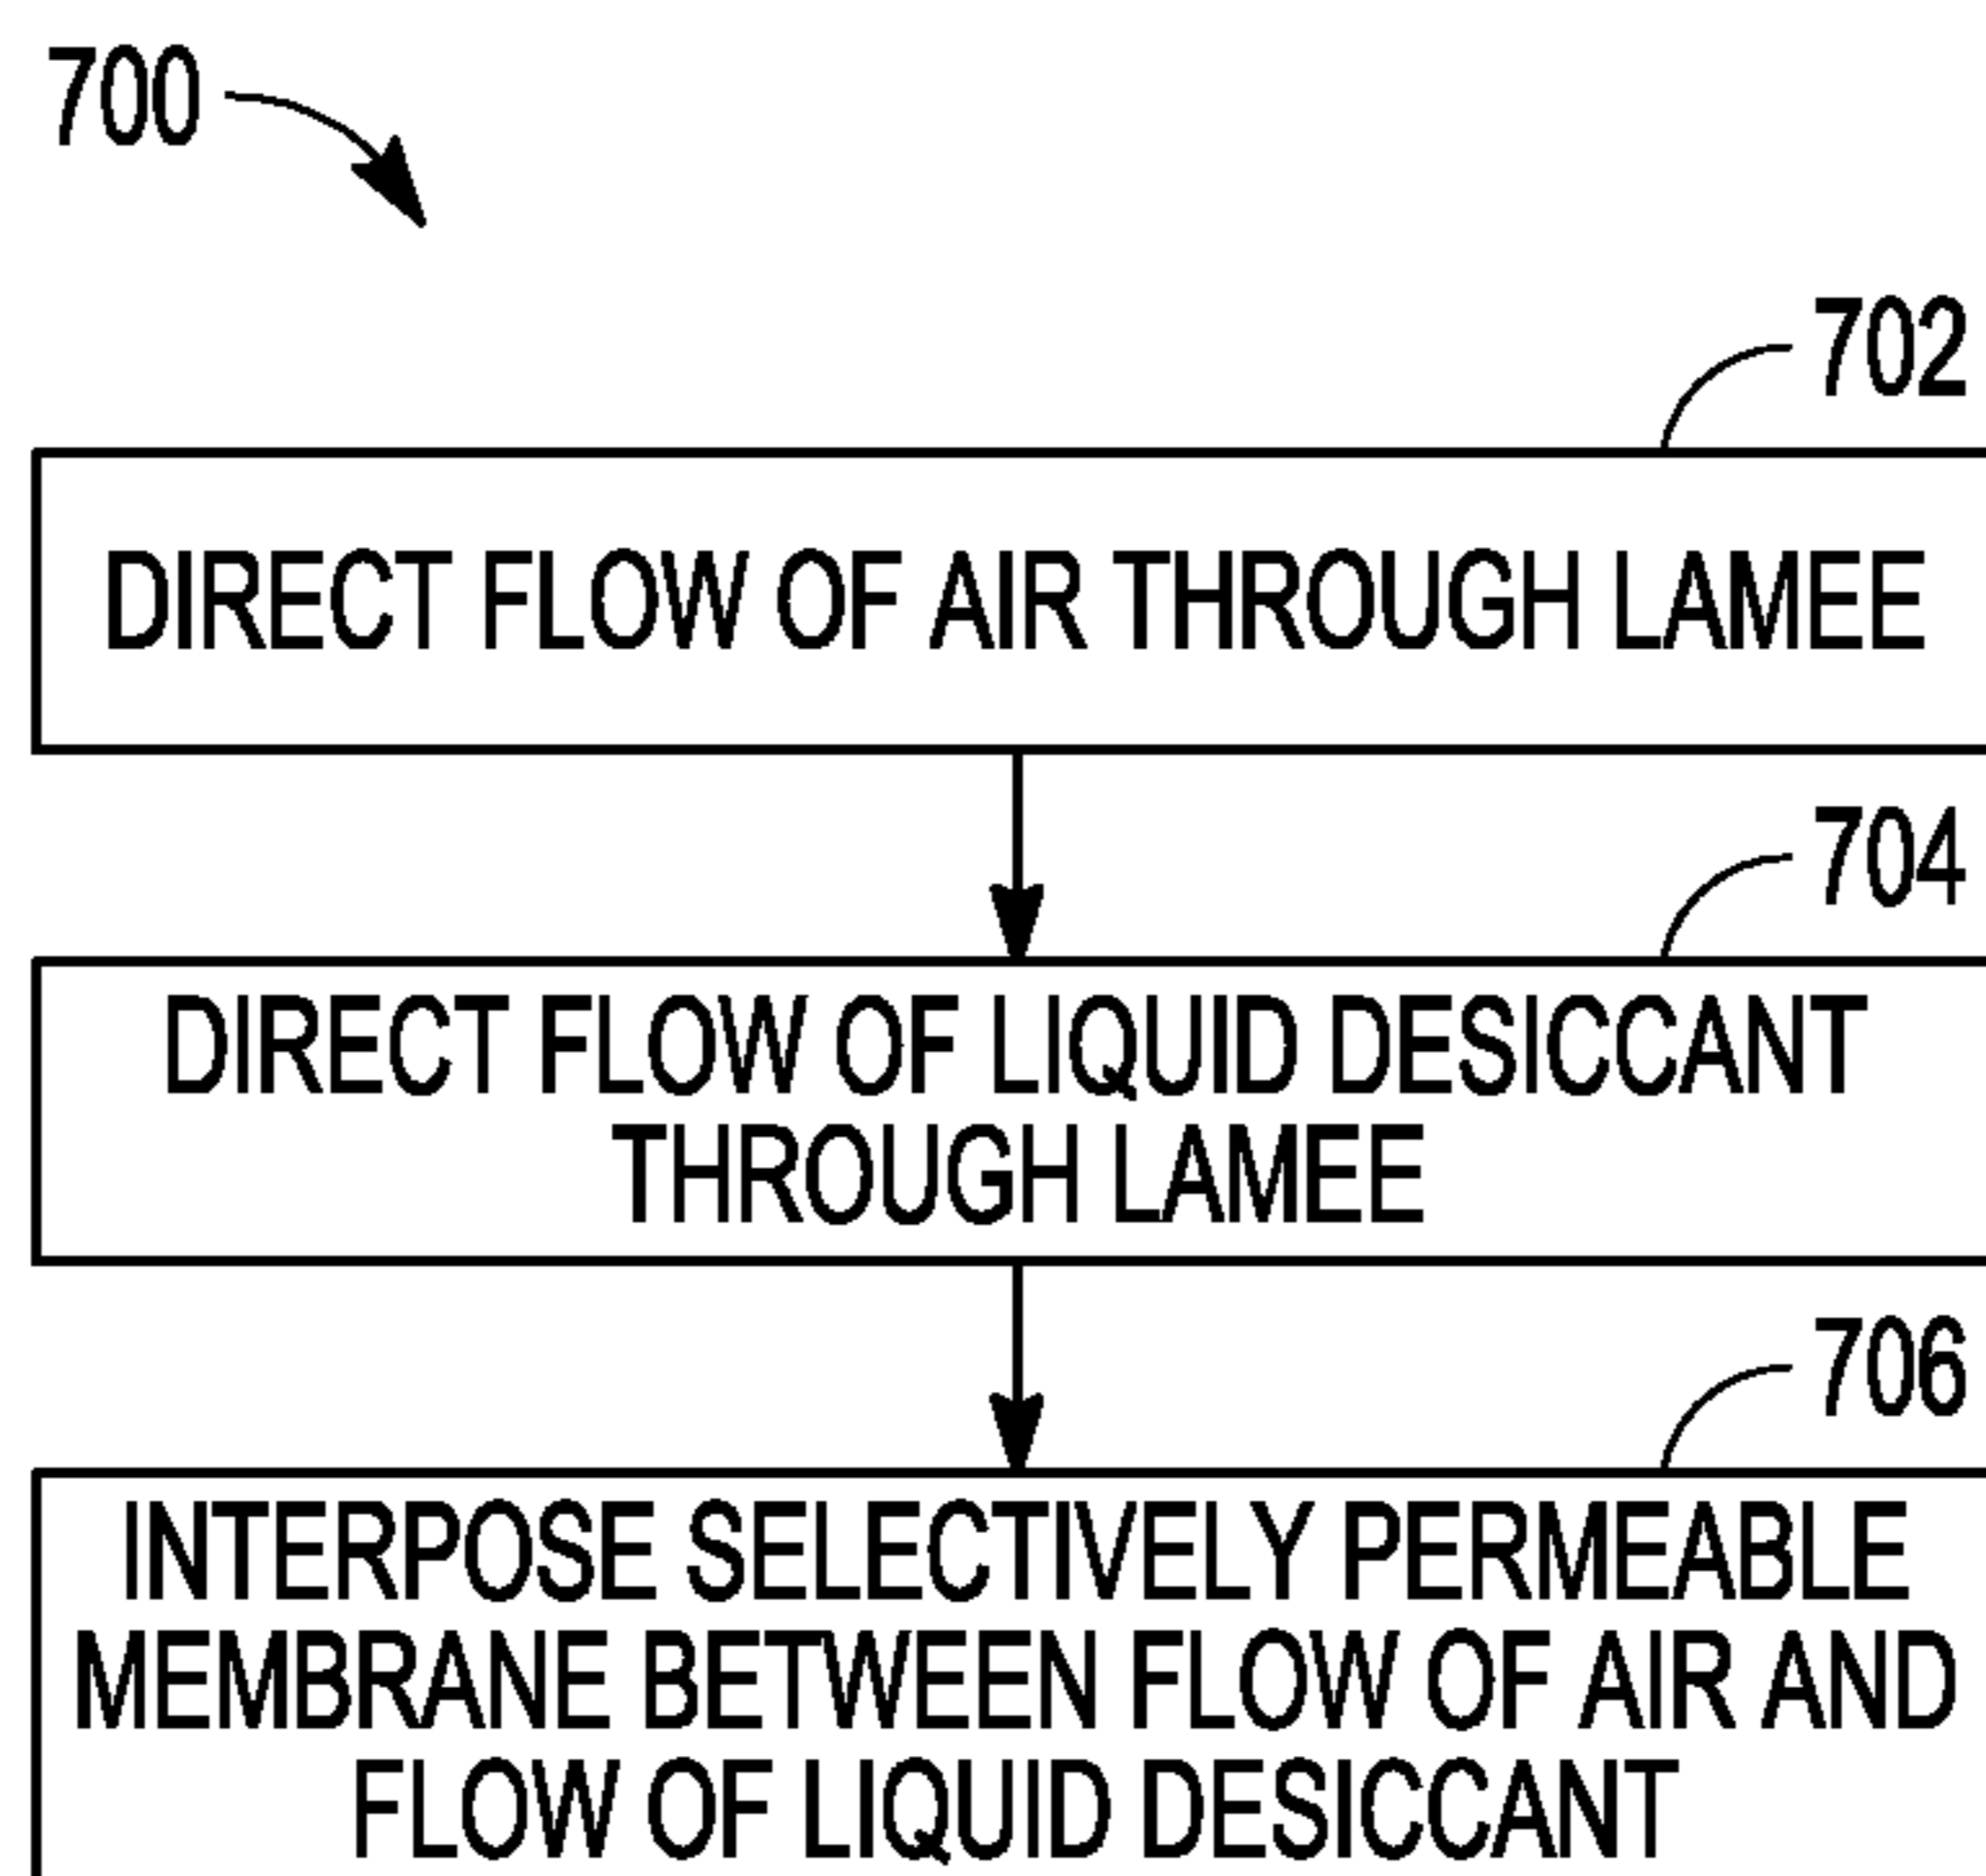 700
702
DIRECT FLOW OF AIR THROUGH LAMEE
704
DIRECT FLOW OF LIQUID DESICCANT
THROUGH LAMEE
706
INTERPOSE SELECTIVELY PERMEABLE
MEMBRANE BETWEEN FLOW OF AIR AND
FLOW OF LIQUID DESICCANT